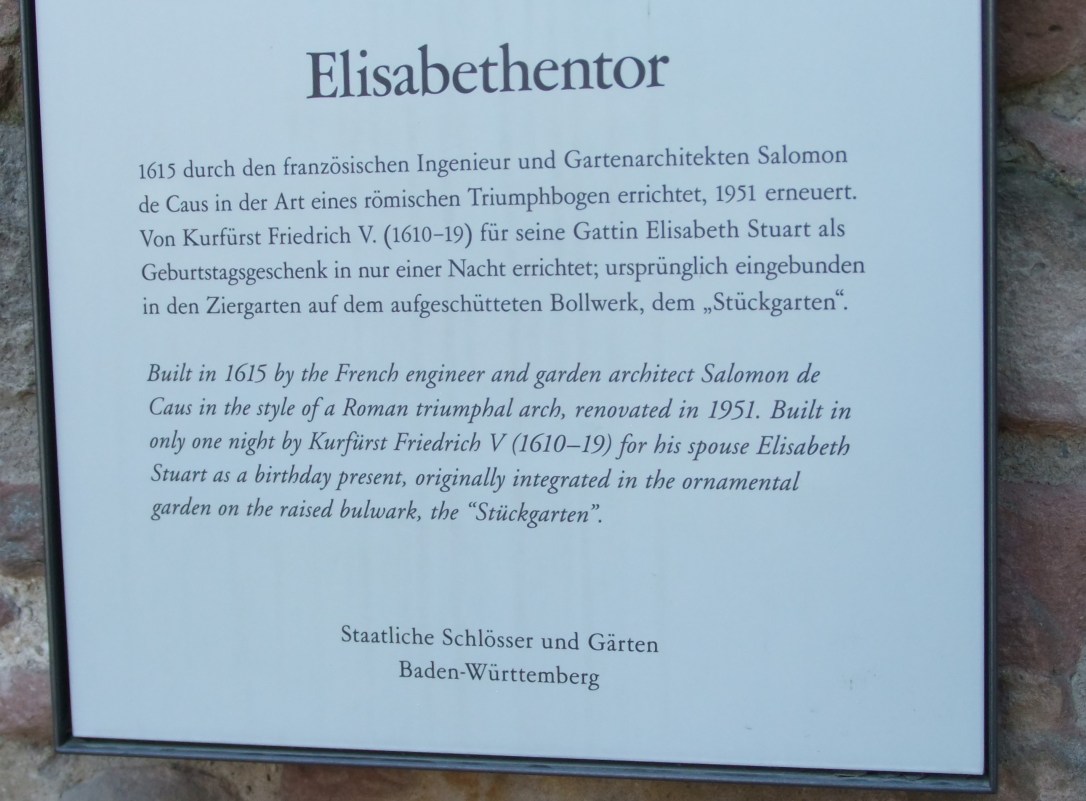 Elisabethentor
1615 durch den französischen Ingenieur und Gartenarchitekten Salomon
de Caus in der Art eines römischen Triumphbogen errichtet, 1951 erneuert.
Von Kurfürst Friedrich V. (1610–19) für seine Gattin Elisabeth Stuart als
Geburtstagsgeschenk in nur einer Nacht errichtet; ursprünglich eingebunden
in den Ziergarten auf dem aufgeschütteten Bollwerk, dem „Stückgarten“.
Built in 1615 by the French engineer and garden architect Salomon de
Caus in the style of a Roman triumphal arch, renovated in 1951. Built in
only one night by Kurfürst Friedrich V (1610–19) for his spouse Elisabeth
Stuart as a birthday present, originally integrated in the ornamental
garden on the raised bulwark, the “Stückgarten”.
Staatliche Schlösser und Gärten
Baden-Württemberg